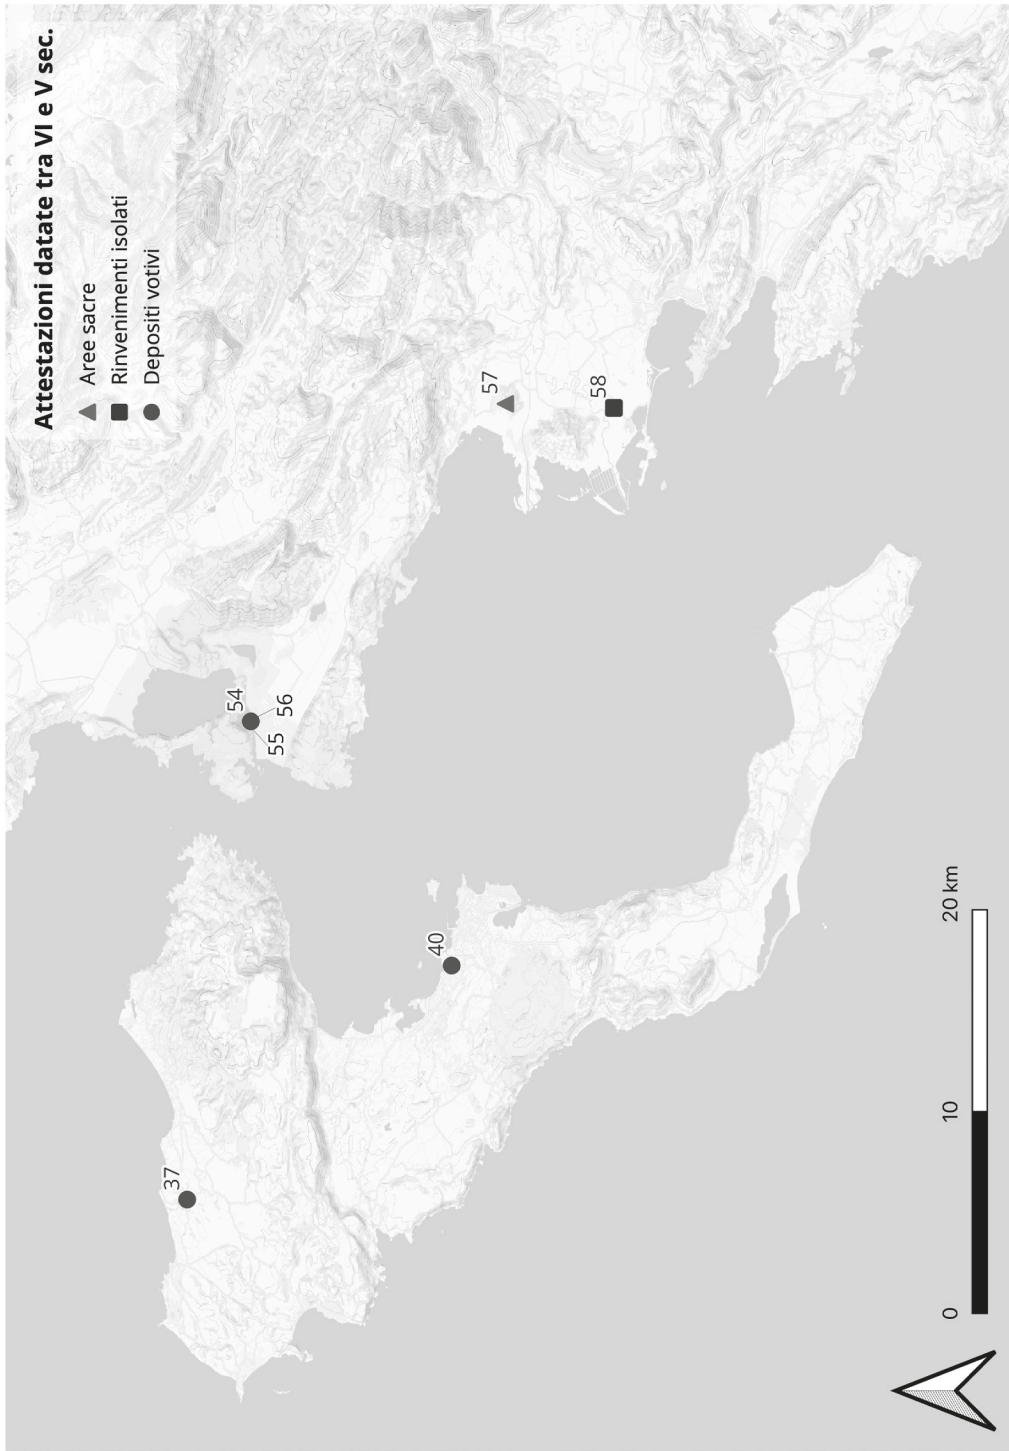 Attestazioni datate tra VI e V sec.
Aree sacre
Rinvenimenti isolati
Depositi votivi
37
54
55
56
40
57
58
0
10
20 km